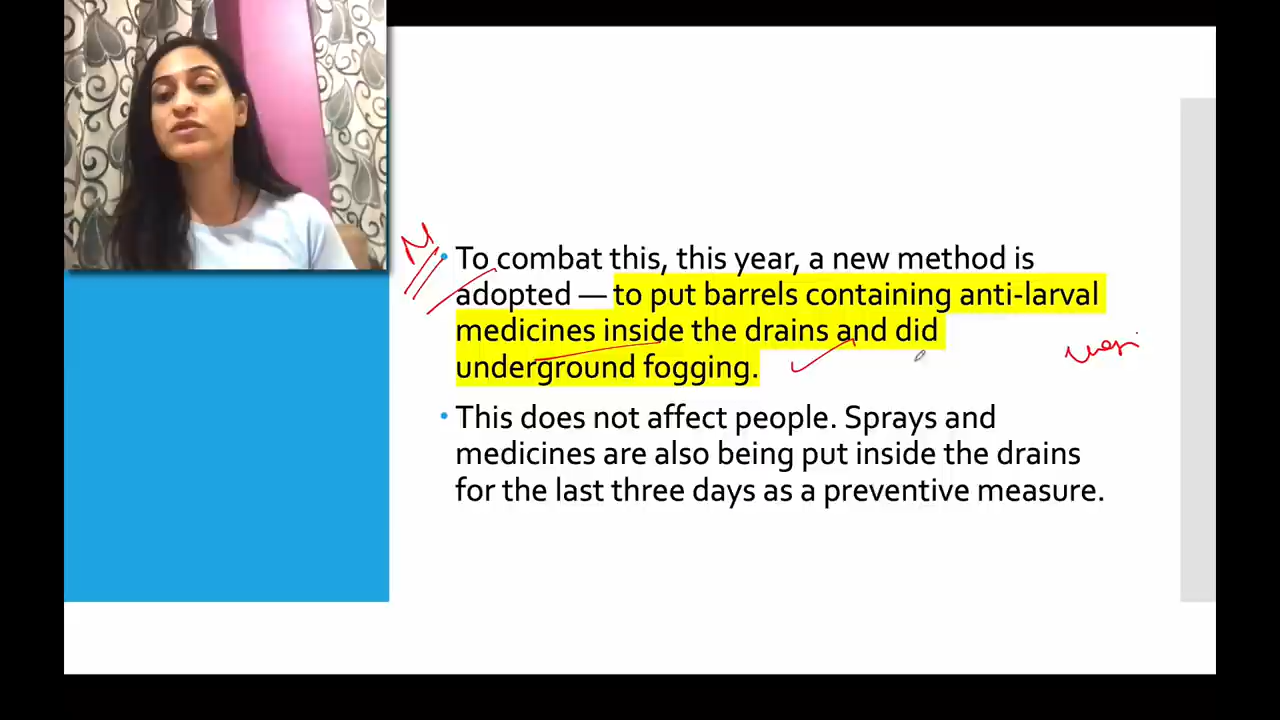 • To combat this, this year, a new method is
adopted — to put barrels containing anti-larval
medicines inside the drains and did
underground fogging.
• This does not affect people. Sprays and
medicines are also being put inside the drains
for the last three days as a preventive measure.